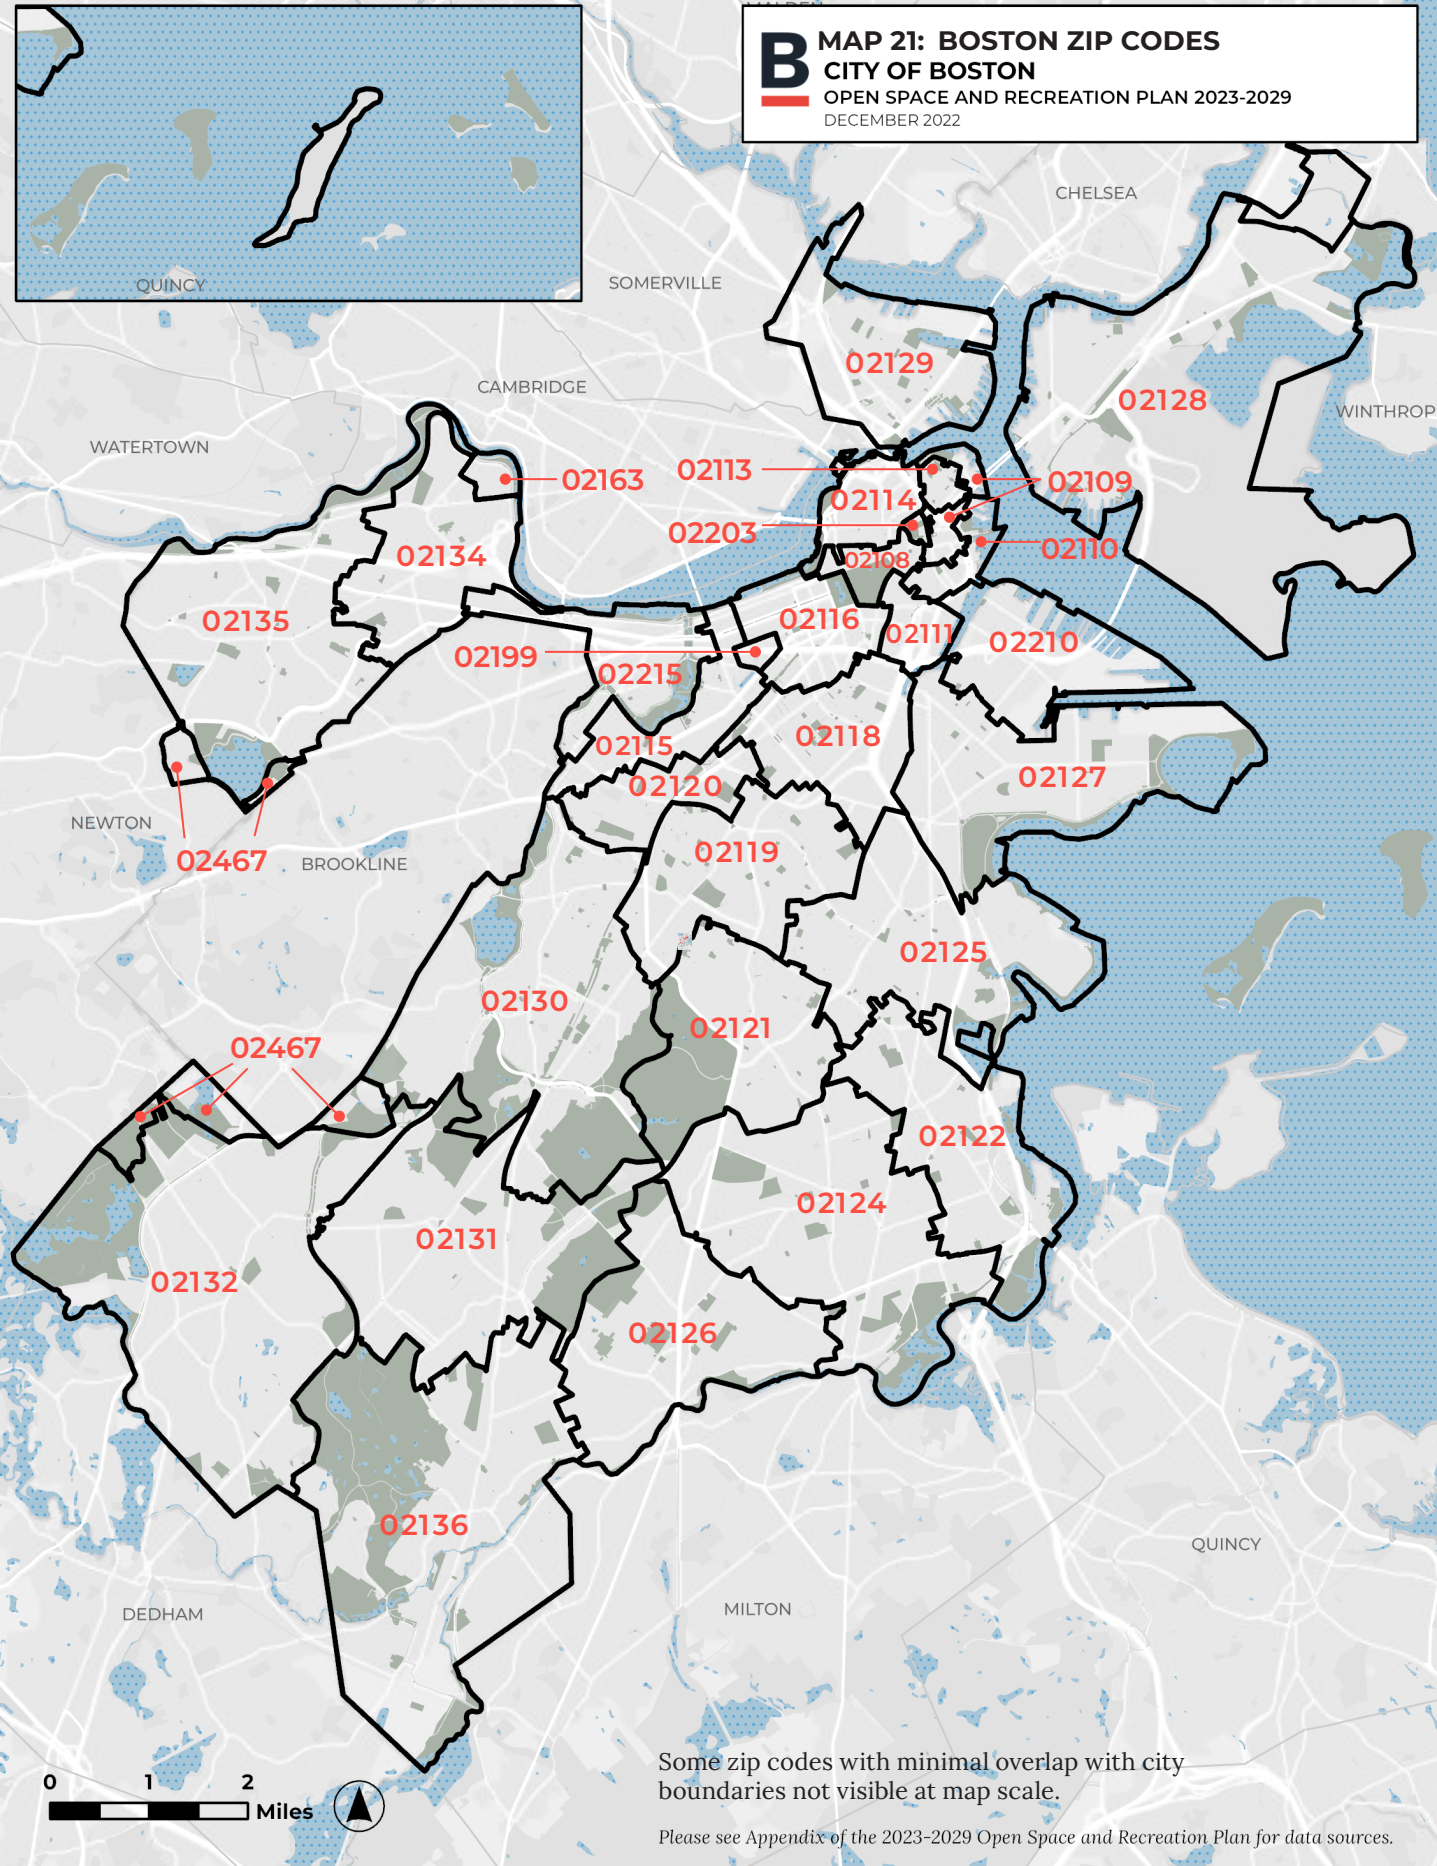 B
MAP 21: BOSTON ZIP CODES
CITY OF BOSTON
OPEN SPACE AND RECREATION PLAN 2023-2029
DECEMBER 2022
MALDEN
CHELSEA
QUINCY
SOMERVILLE
02129
CAMBRIDGE
02128
WINTHROP
WATERTOWN
02163
02113
02109
02114
02203
02134
02110
02108
02135
02116
02111
02210
02199
02215
02118
02115
02127
02120
NEWTON
02467
BROOKLINE
02119
02125
02130
02121
02467
02122
02124
02131
02132
02126
02136
QUINCY
DEDHAM
MILTON
Some zip codes with minimal overlap with city
boundaries not visible at map scale.
0 1 2
Miles
Please see Appendix of the 2023-2029 Open Space and Recreation Plan for data sources.